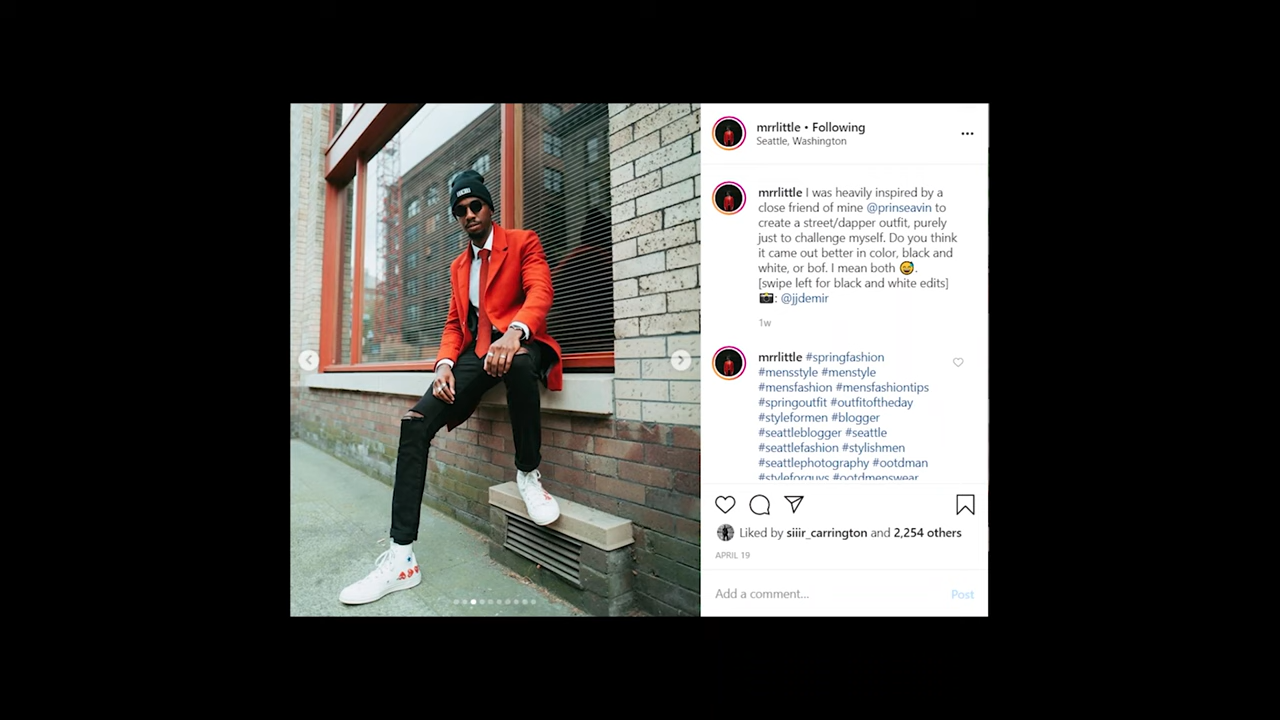 mrrlittle • Following
Seattle, Washington
mrrlittle I was heavily inspired by a
close friend of mine @prinseavin to
create a street/dapper outfit, purely
just to challenge myself. Do you think
it came out better in color, black and
white, or bof. I mean both 😅.
[swipe left for black and white edits]
📸: @jjdemir
1w
mrrlittle #springfashion
#mensstyle #menstyle
#mensfashion #mensfashiontips
#springoutfit #outfitoftheday
#styleformen #blogger
#seattleblogger #seattle
#seattlefashion #stylishmen
#seattlephotography #ootdman
#styleforguys #ootdmenswear
Liked by siiir_carrington and 2,254 others
APRIL 19
Add a comment...
Post